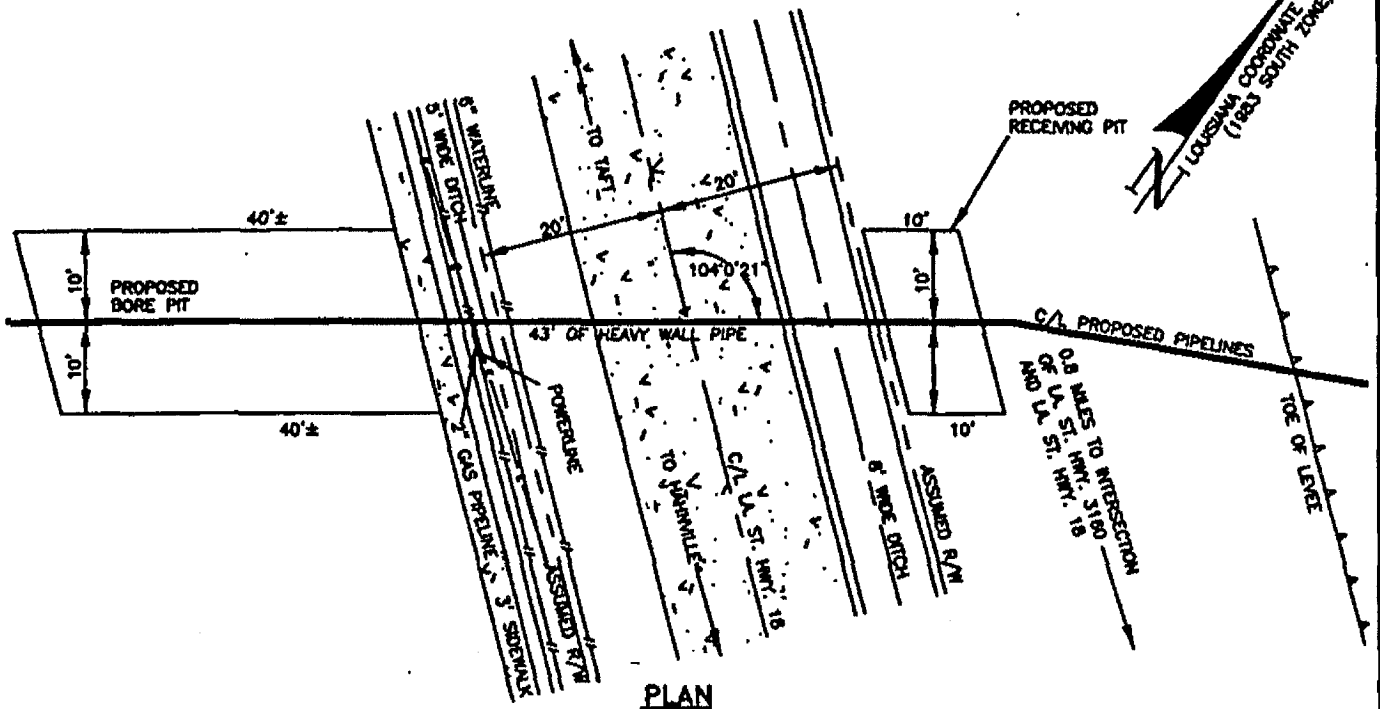 LOUISIANA COORDINATE
(1983 SOUTH ZONE)
PROPOSED
RECEIVING PIT
6" WATERLINE
5' WIDE DITCH
TO TAFT
20'
20'
40'±
10'
10'
10'
104°0'21"
PROPOSED
BORE PIT
43' OF HEAVY WALL PIPE
C/L PROPOSED PIPELINES
10'
10'
40'±
10'
POWERLINE
2" GAS PIPELINE
3' SIDEWALK
ASSUMED R/W
TO HAHNVILLE
C/L LA. ST. HWY. 18
8' WIDE DITCH
ASSUMED R/W
0.8 MILES TO INTERSECTION
OF LA. ST. HWY. 3160
AND LA. ST. HWY. 18
TOE OF LEVEE
PLAN